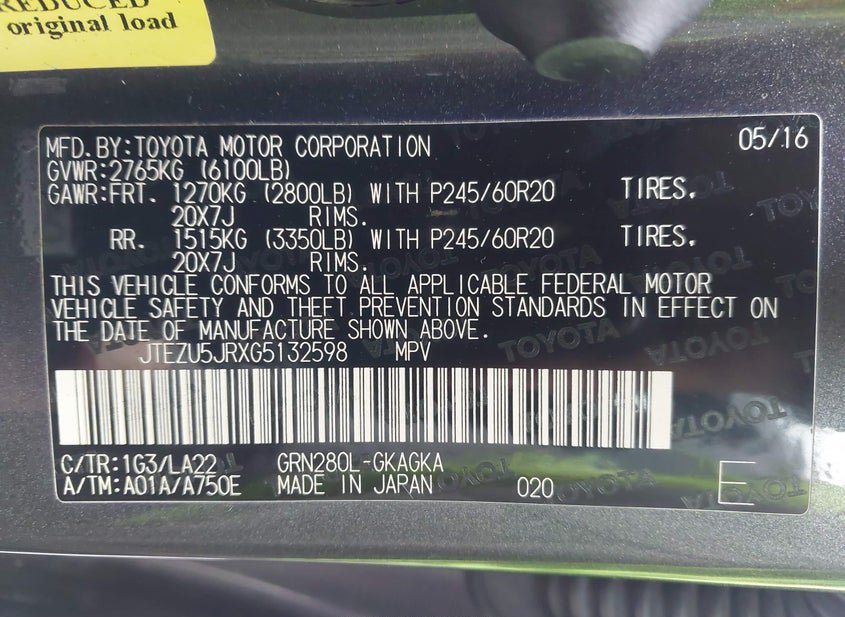 REDUCED
original load
MFD.BY:TOYOTA MOTOR CORPORATION 05/16
GVWR:2765KG (6100LB)
GAWR:FRT. 1270KG (2800LB) WITH P245/60R20 TIRES.
20X7J RIMS.
RR. 1515KG (3350LB) WITH P245/60R20 TIRES.
20X7J RIMS.
THIS VEHICLE CONFORMS TO ALL APPLICABLE FEDERAL MOTOR
VEHICLE SAFETY AND THEFT PREVENTION STANDARDS IN EFFECT ON
THE DATE OF MANUFACTURE SHOWN ABOVE.
JTEZU5JRXG5132598 MPV
C/TR:1G3/LA22 GRN280L-GKAGKA
A/TM:A01A/A750E MADE IN JAPAN 020 E